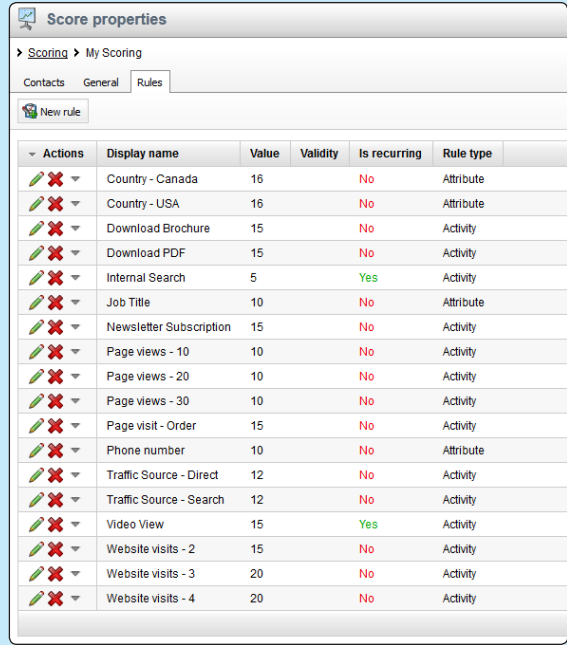 Score properties
Scoring > My Scoring
Contacts General Rules
New rule
Actions Display name Value Validity Is recurring Rule type
Country - Canada 16 No Attribute
Country - USA 16 No Attribute
Download Brochure 15 No Activity
Download PDF 15 No Activity
Internal Search 5 Yes Activity
Job Title 10 No Attribute
Newsletter Subscription 15 No Activity
Page views - 10 10 No Activity
Page views - 20 10 No Activity
Page views - 30 10 No Activity
Page visit - Order 15 No Activity
Phone number 10 No Attribute
Traffic Source - Direct 12 No Activity
Traffic Source - Search 12 No Activity
Video View 15 Yes Activity
Website visits - 2 15 No Activity
Website visits - 3 20 No Activity
Website visits - 4 20 No Activity